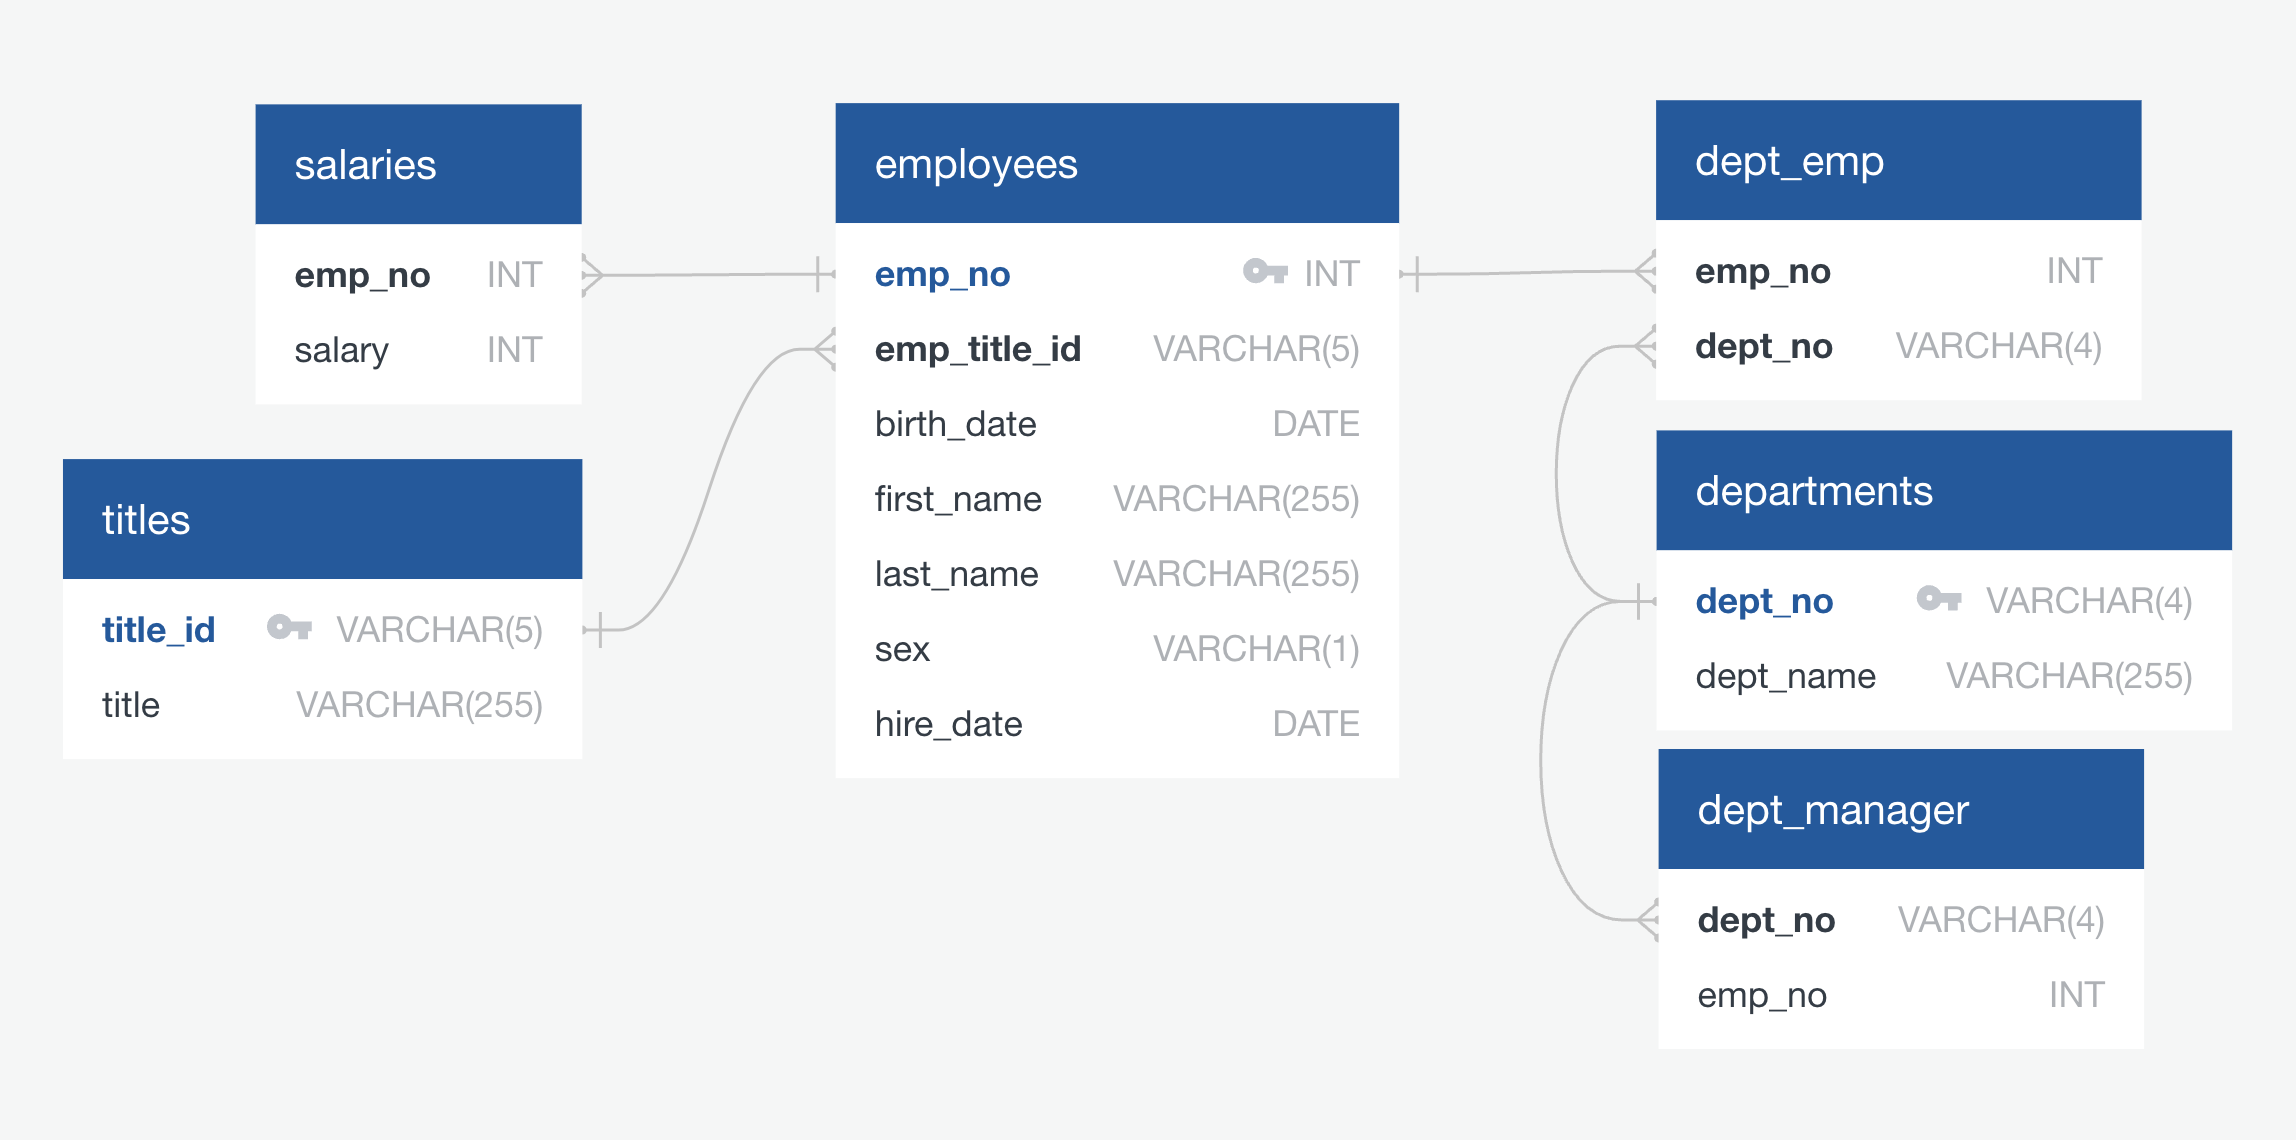 salaries
emp_no INT
salary INT
titles
title_id VARCHAR(5)
title VARCHAR(255)
employees
emp_no INT
emp_title_id VARCHAR(5)
birth_date DATE
first_name VARCHAR(255)
last_name VARCHAR(255)
sex VARCHAR(1)
hire_date DATE
dept_emp
emp_no INT
dept_no VARCHAR(4)
departments
dept_no VARCHAR(4)
dept_name VARCHAR(255)
dept_manager
dept_no VARCHAR(4)
emp_no INT